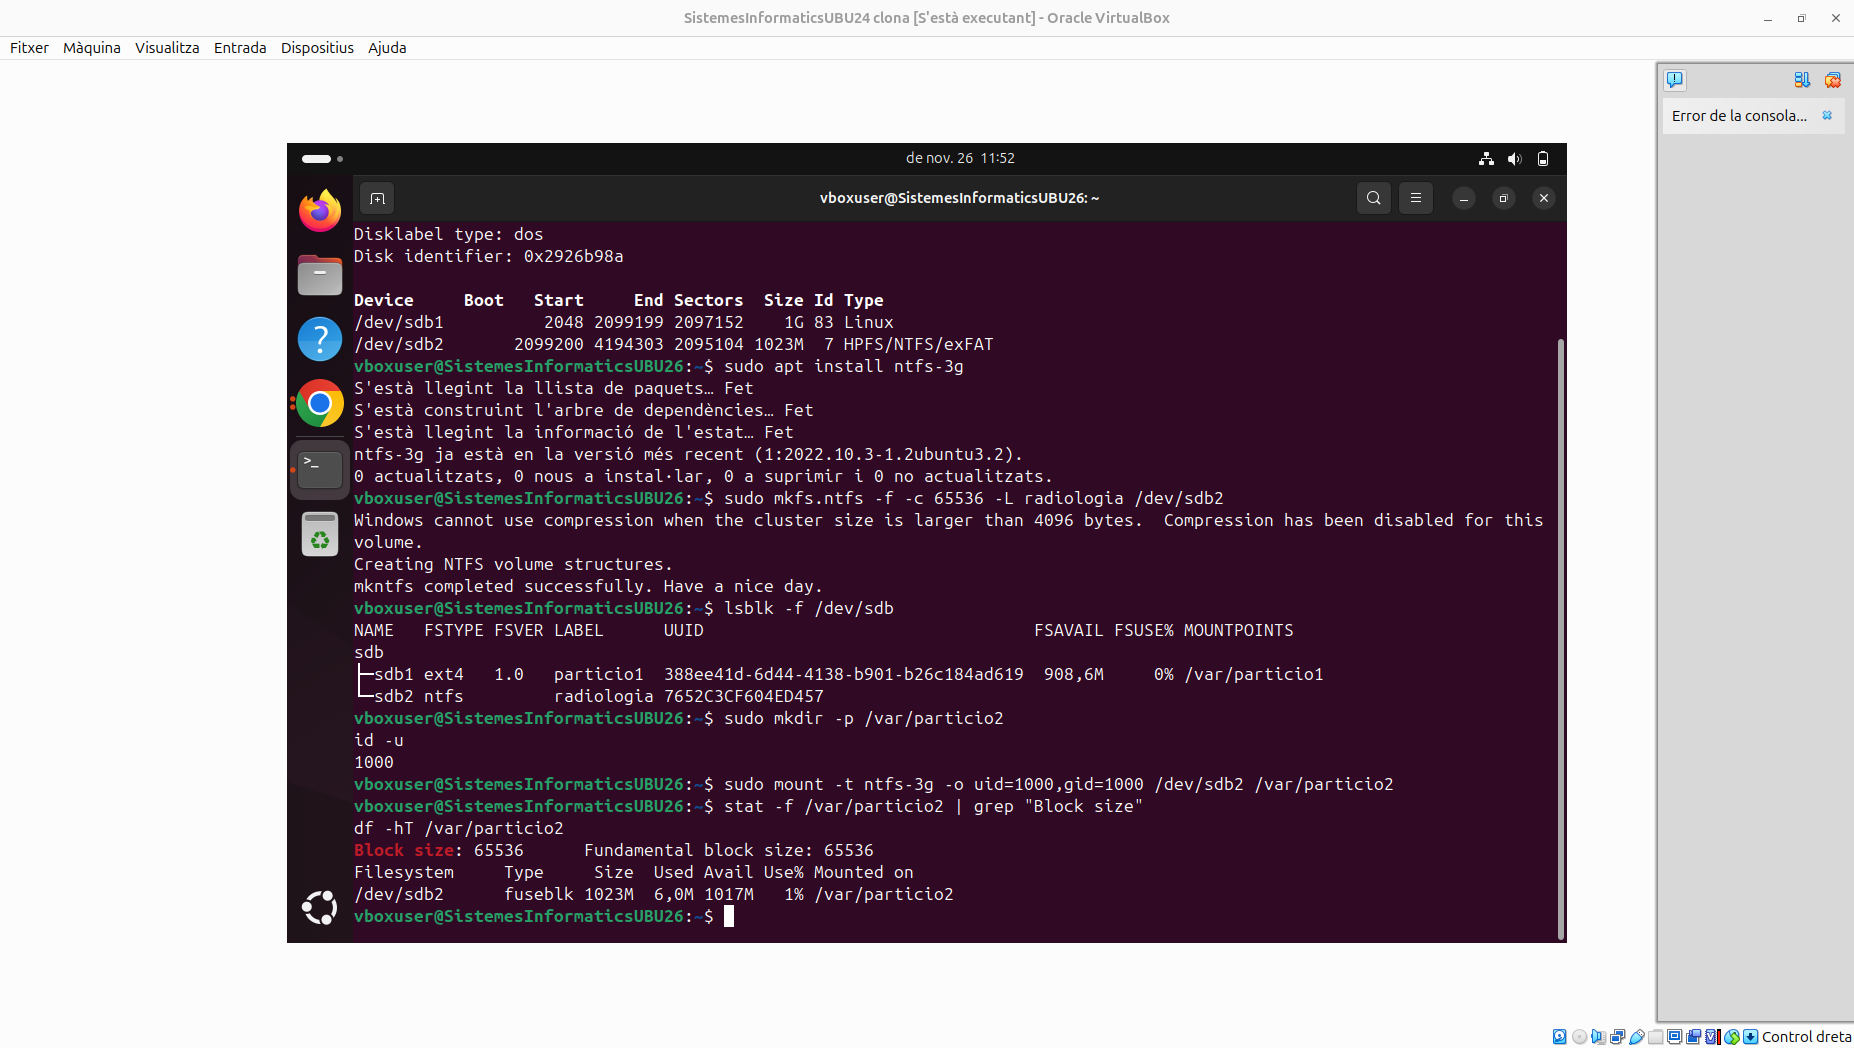 SistemesInformaticsUBU24 clona [S'està executant] - Oracle VirtualBox
Fitxer Màquina Visualitza Entrada Dispositius Ajuda
Error de la consola...
de nov. 26 11:52
vboxuser@SistemesInformaticsUBU26: ~
Disklabel type: dos
Disk identifier: 0x2926b98a
Device     Boot   Start     End Sectors  Size Id Type
/dev/sdb1          2048 2099199 2097152    1G 83 Linux
/dev/sdb2       2099200 4194303 2095104 1023M  7 HPFS/NTFS/exFAT
vboxuser@SistemesInformaticsUBU26:~$ sudo apt install ntfs-3g
S'està llegint la llista de paquets… Fet
S'està construint l'arbre de dependències… Fet
S'està llegint la informació de l'estat… Fet
ntfs-3g ja està en la versió més recent (1:2022.10.3-1.2ubuntu3.2).
0 actualitzats, 0 nous a instal·lar, 0 a suprimir i 0 no actualitzats.
vboxuser@SistemesInformaticsUBU26:~$ sudo mkfs.ntfs -f -c 65536 -L radiologia /dev/sdb2
Windows cannot use compression when the cluster size is larger than 4096 bytes.  Compression has been disabled for this
volume.
Creating NTFS volume structures.
mkntfs completed successfully. Have a nice day.
vboxuser@SistemesInformaticsUBU26:~$ lsblk -f /dev/sdb
NAME   FSTYPE FSVER LABEL      UUID                                 FSAVAIL FSUSE% MOUNTPOINTS
sdb
├─sdb1 ext4   1.0   particio1  388ee41d-6d44-4138-b901-b26c184ad619  908,6M     0% /var/particio1
└─sdb2 ntfs         radiologia 7652C3CF604ED457
vboxuser@SistemesInformaticsUBU26:~$ sudo mkdir -p /var/particio2
id -u
1000
vboxuser@SistemesInformaticsUBU26:~$ sudo mount -t ntfs-3g -o uid=1000,gid=1000 /dev/sdb2 /var/particio2
vboxuser@SistemesInformaticsUBU26:~$ stat -f /var/particio2 | grep "Block size"
df -hT /var/particio2
Block size: 65536      Fundamental block size: 65536
Filesystem     Type     Size  Used Avail Use% Mounted on
/dev/sdb2      fuseblk 1023M  6,0M 1017M   1% /var/particio2
vboxuser@SistemesInformaticsUBU26:~$
Control dreta